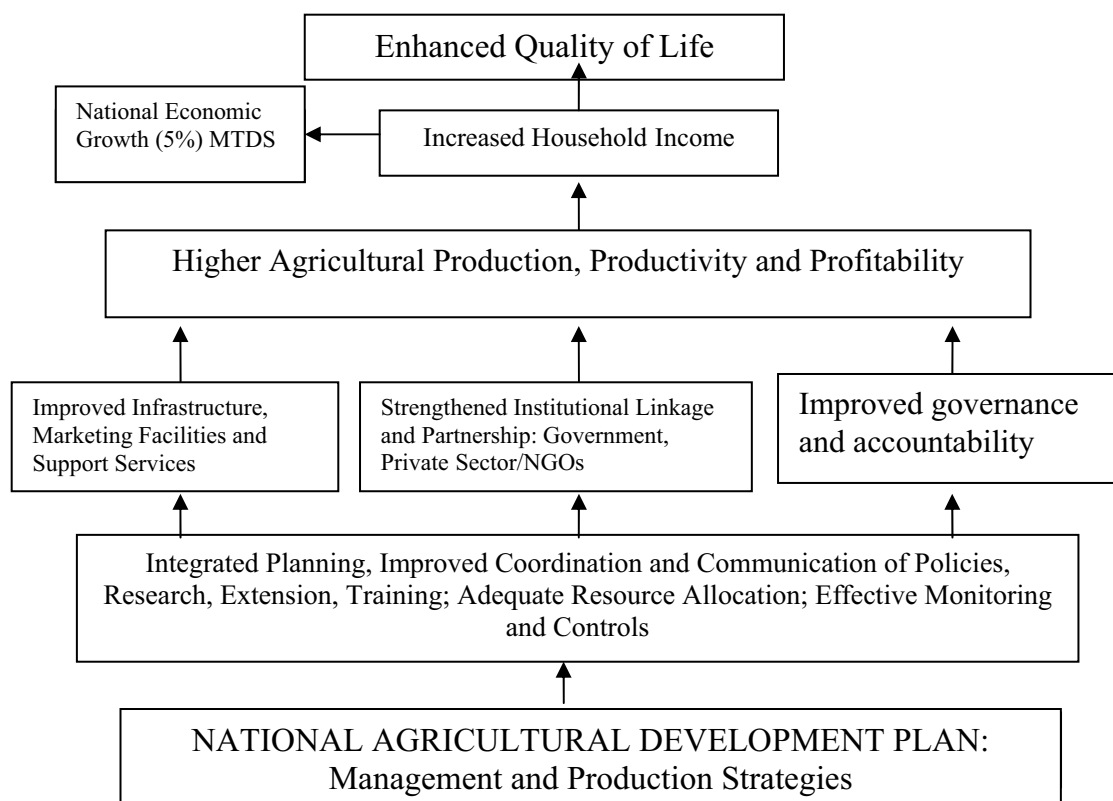 Enhanced Quality of Life
National Economic
Growth (5%) MTDS
Increased Household Income
Higher Agricultural Production, Productivity and Profitability
Improved Infrastructure,
Marketing Facilities and
Support Services
Strengthened Institutional Linkage
and Partnership: Government,
Private Sector/NGOs
Improved governance
and accountability
Integrated Planning, Improved Coordination and Communication of Policies,
Research, Extension, Training; Adequate Resource Allocation; Effective Monitoring
and Controls
NATIONAL AGRICULTURAL DEVELOPMENT PLAN:
Management and Production Strategies